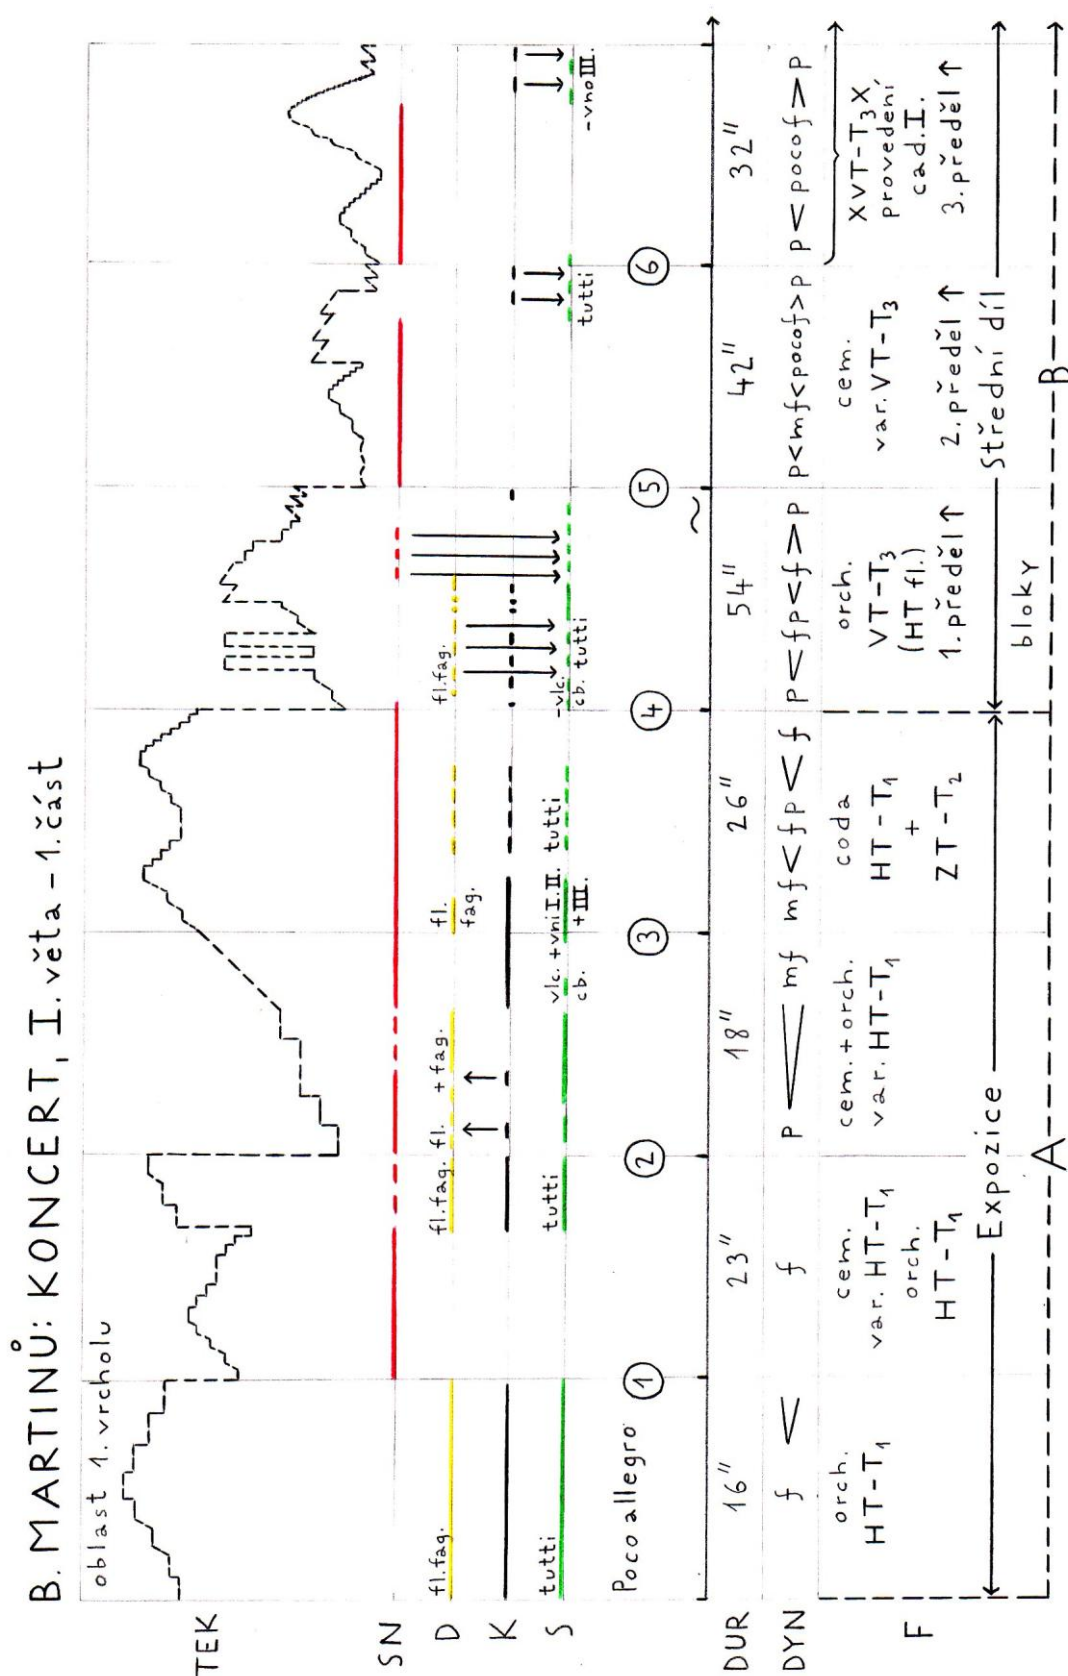 B. MARTINŮ: KONCERT, I. věta – 1. část
oblast 1. vrcholu
TEK
SN
D fl.fag. fl.fag. fl. +fag. fl. fag. fl.fag.
K
S tutti tutti vlc. cb. +vni I. II. +III. tutti -vlc. cb. tutti tutti -vno III.
Poco allegro 1 2 3 4 ~ 5 6
DUR 16" 23" 18" 26" 54" 42" 32"
DYN f < f p < mf mf < f p < f p < f p < f > p p < mf < poco f > p p < poco f > p
F
orch.
HT-T1
cem.
var. HT-T1
orch.
HT-T1
cem.+orch.
var. HT-T1
coda
HT-T1
+
ZT-T2
orch.
VT-T3
(HT fl.)
1. předěl ↑
cem.
var. VT-T3
2. předěl ↑
XVT-T3X
provedení
cad. I.
3. předěl ↑
Expozice Střední díl
bloky
A B